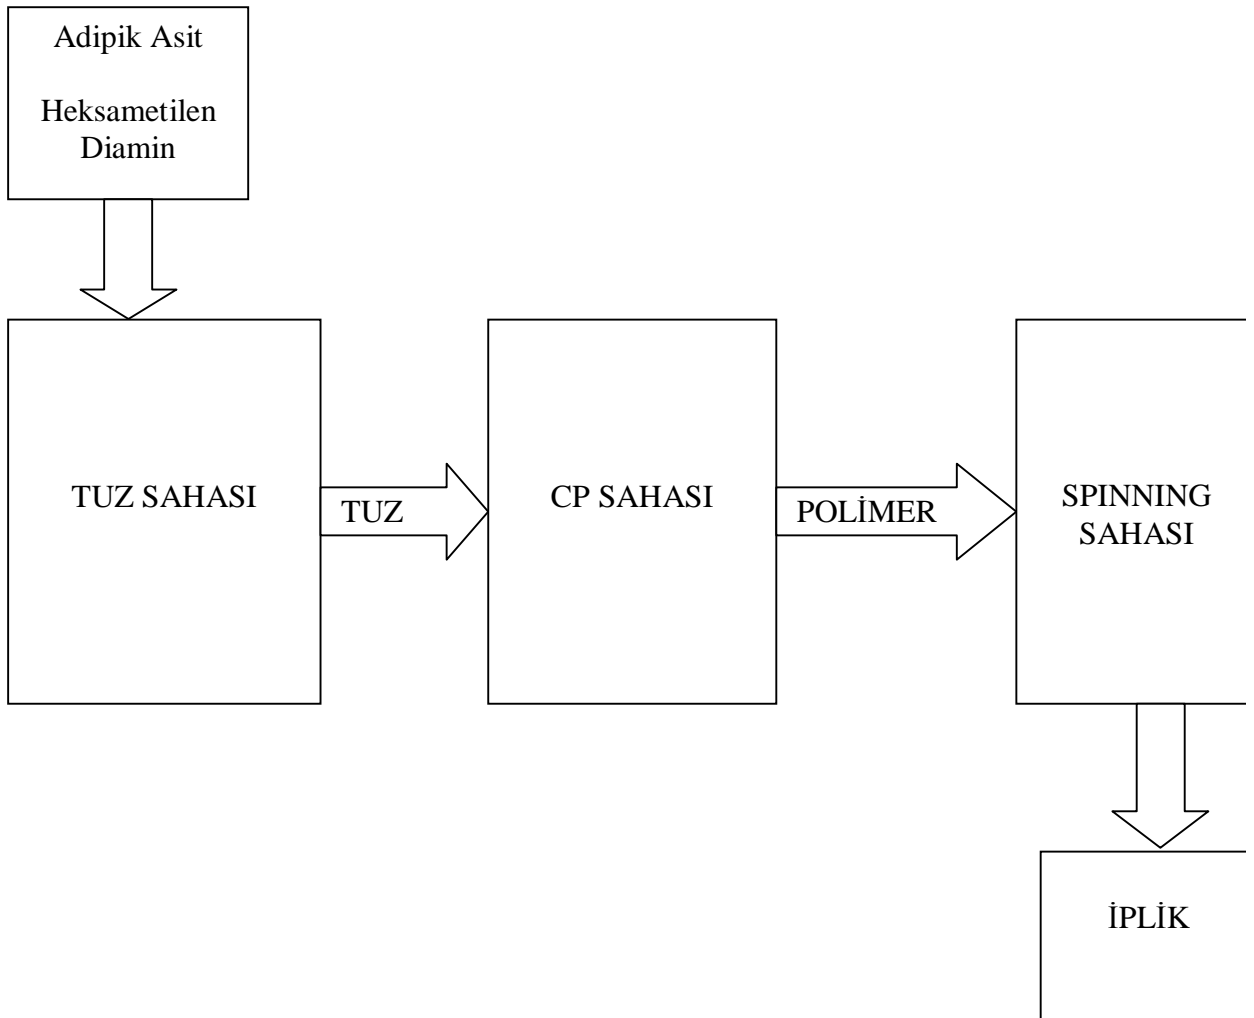 Adipik Asit
Heksametilen
Diamin
TUZ SAHASI
TUZ
CP SAHASI
POLİMER
SPINNING
SAHASI
İPLİK